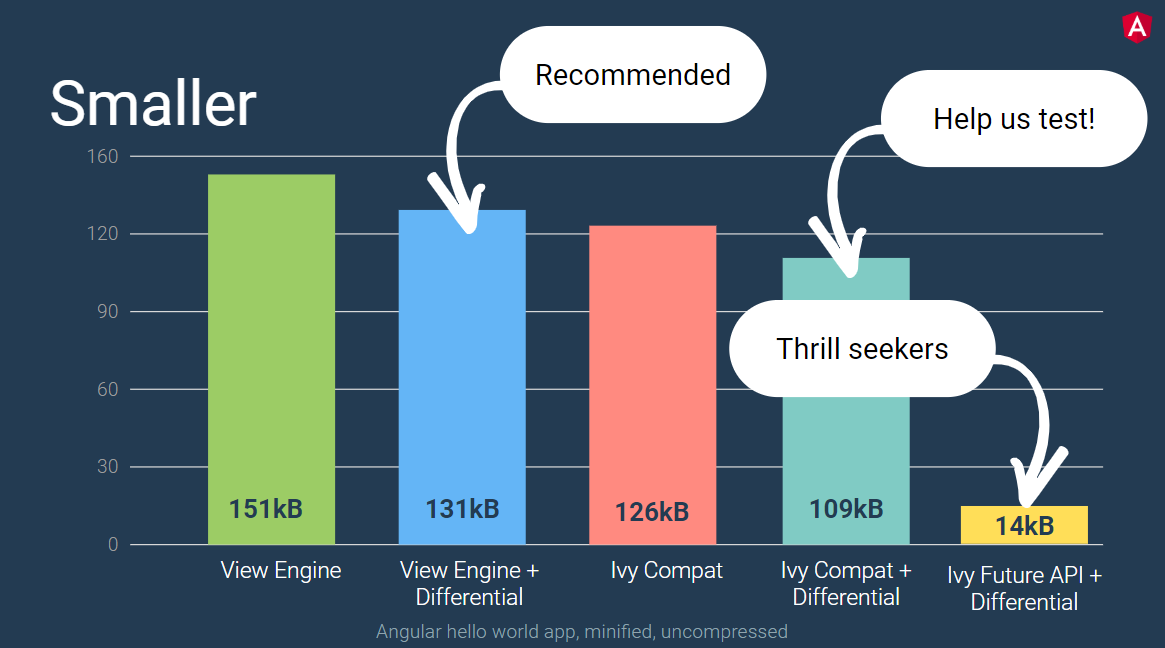 Smaller
Recommended
Help us test!
Thrill seekers
160
120
90
60
30
0
151kB
131kB
126kB
109kB
14kB
View Engine
View Engine +
Differential
Ivy Compat
Ivy Compat +
Differential
Ivy Future API +
Differential
Angular hello world app, minified, uncompressed
A